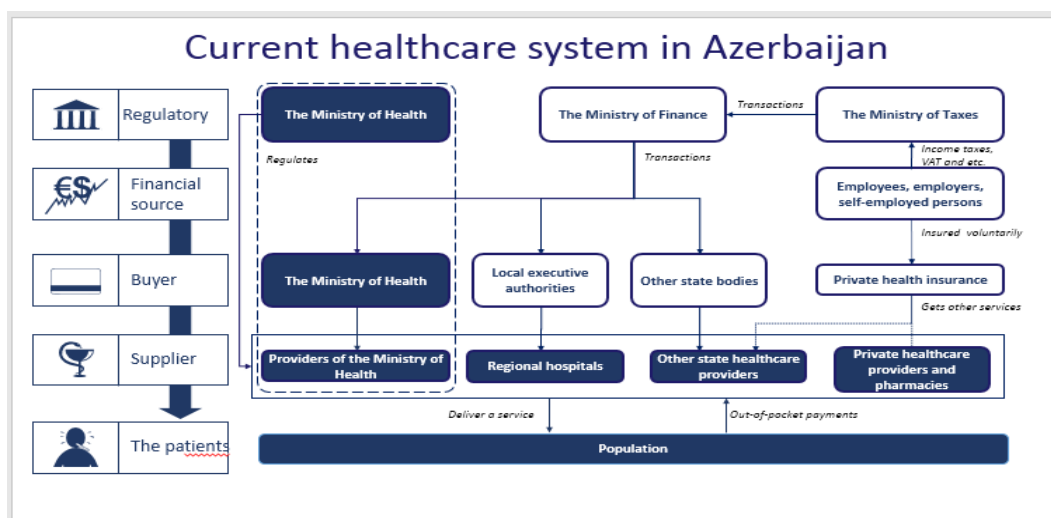 Current healthcare system in Azerbaijan
Regulatory
Financial
source
Buyer
Supplier
The patients
The Ministry of Health
Regulates
The Ministry of Finance
Transactions
The Ministry of Taxes
Transactions
Income taxes,
VAT and etc.
Employees, employers,
self-employed persons
Insured voluntarily
The Ministry of Health
Local executive
authorities
Other state bodies
Private health insurance
Gets other services
Providers of the Ministry of
Health
Regional hospitals
Other state healthcare
providers
Private healthcare
providers and
pharmacies
Deliver a service
Out-of-pocket payments
Population
€$